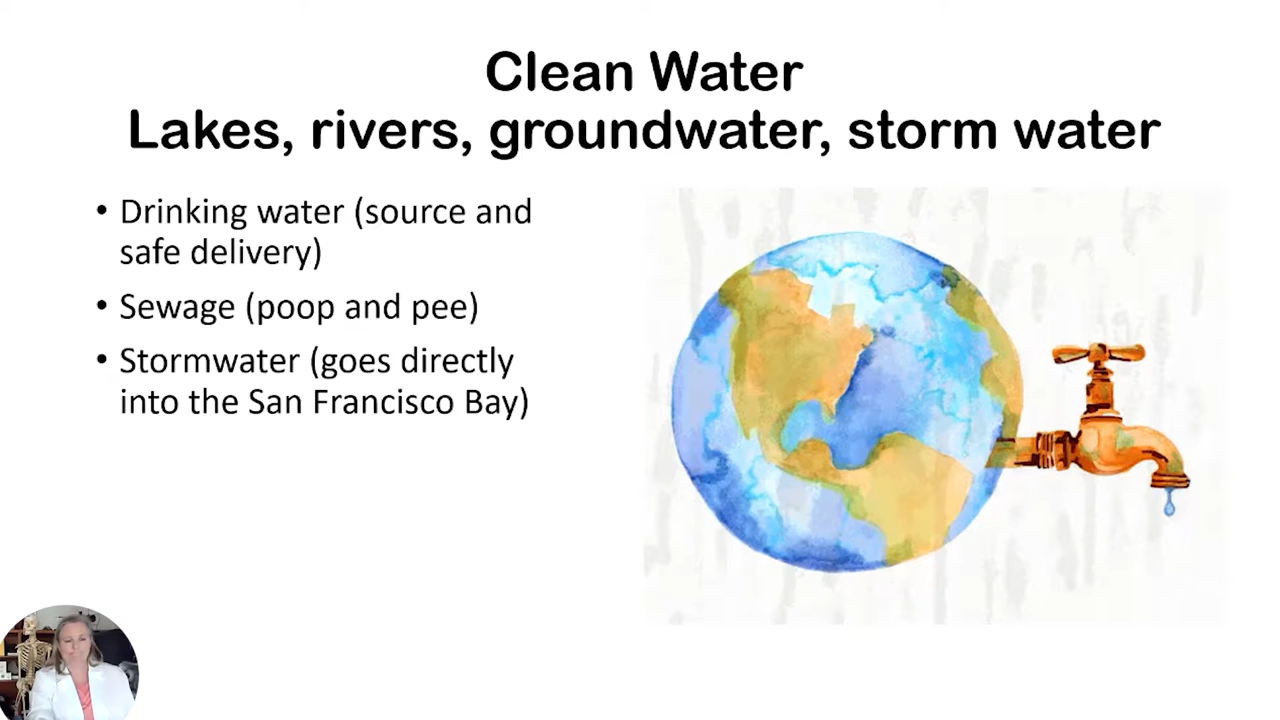 Clean Water
Lakes, rivers, groundwater, storm water
• Drinking water (source and
safe delivery)
• Sewage (poop and pee)
• Stormwater (goes directly
into the San Francisco Bay)